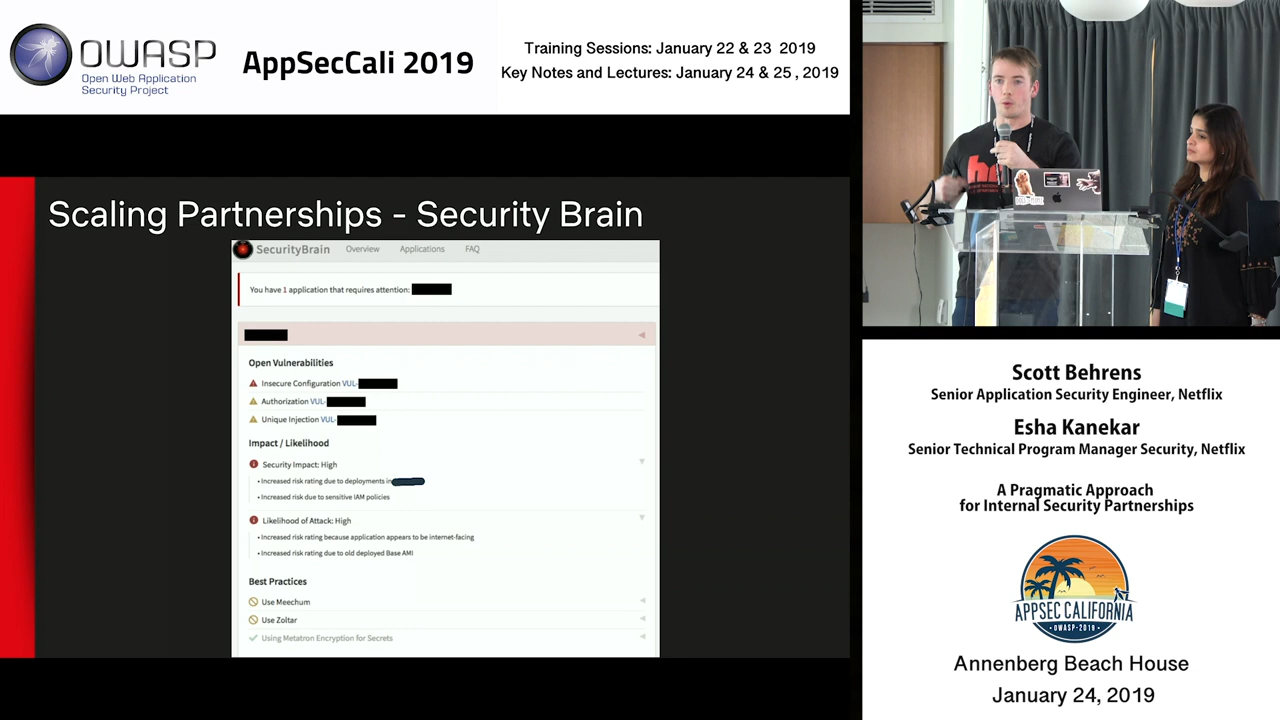 OWASP
Open Web Application
Security Project
AppSecCali 2019
Training Sessions: January 22 & 23 2019
Key Notes and Lectures: January 24 & 25 , 2019
Scaling Partnerships - Security Brain
SecurityBrain Overview Applications FAQ
You have 1 application that requires attention:
Open Vulnerabilities
Insecure Configuration VUL-
Authorization VUL-
Unique Injection VUL-
Impact / Likelihood
Security Impact: High
• Increased risk rating due to deployments in
• Increased risk due to sensitive IAM policies
Likelihood of Attack: High
• Increased risk rating because application appears to be internet-facing
• Increased risk rating due to old deployed Base AMI
Best Practices
Use Meechum
Use Zoltar
Using Metatron Encryption for Secrets
Scott Behrens
Senior Application Security Engineer, Netflix
Esha Kanekar
Senior Technical Program Manager Security, Netflix
A Pragmatic Approach
for Internal Security Partnerships
APPSEC CALIFORNIA
• OWASP-2019 •
Annenberg Beach House
January 24, 2019